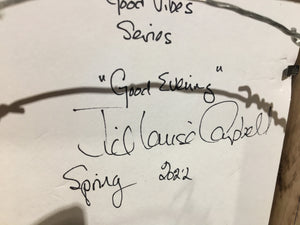 Good Vibes
Series
"Good Evening"
Jill Louise Campbell
Spring 2022